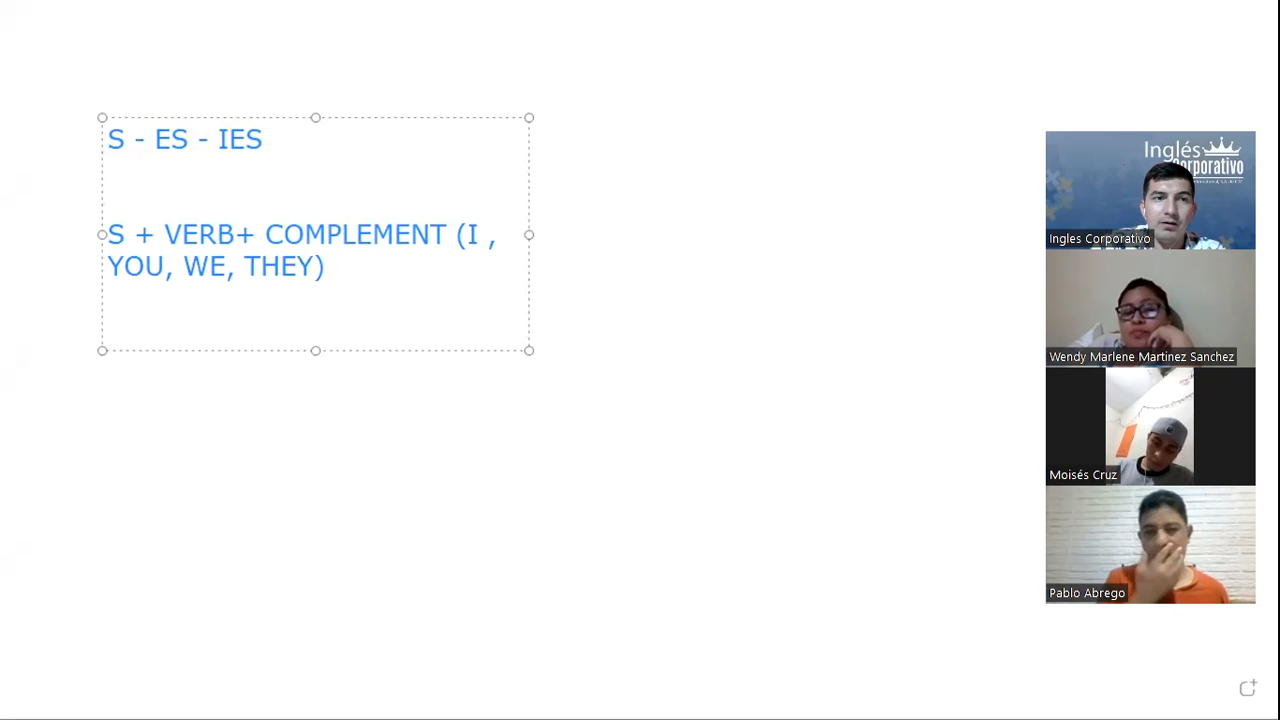 S - ES - IES
S + VERB+ COMPLEMENT (I ,
YOU, WE, THEY)
Inglés
Corporativo
Ingles Corporativo
Wendy Marlene Martinez Sanchez
Moisés Cruz
Pablo Abrego